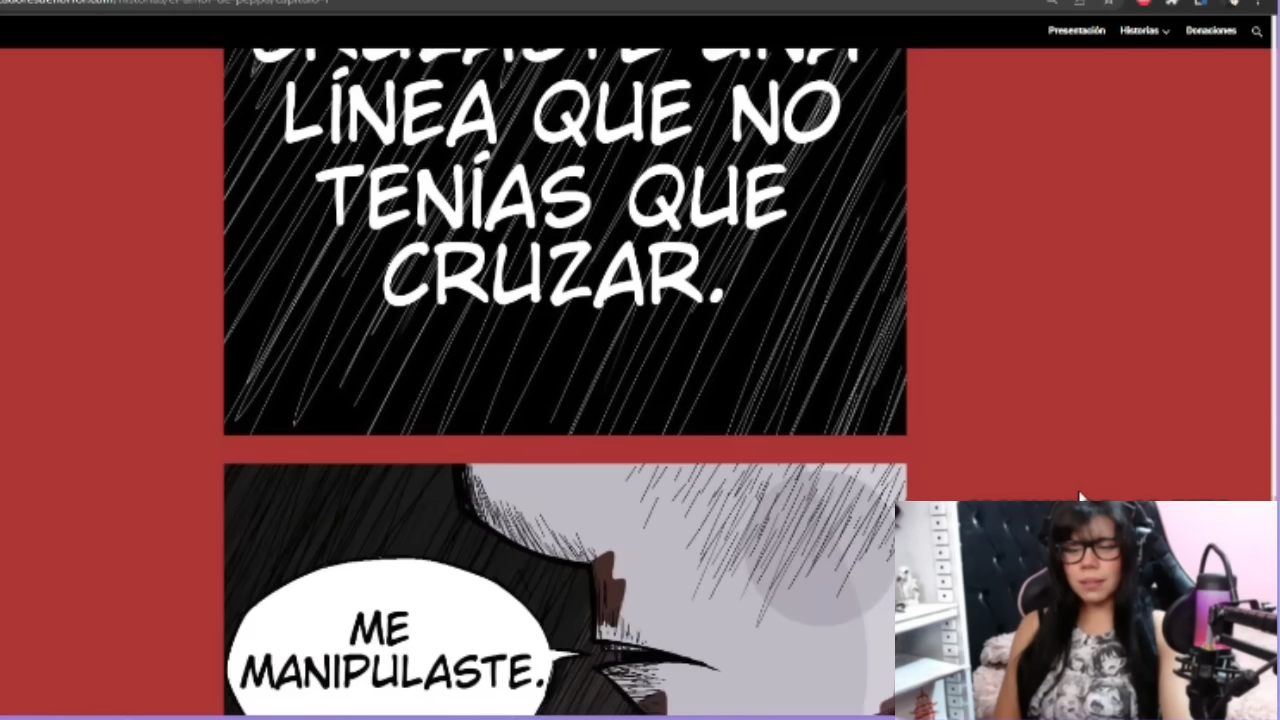 Presentación
Historias
Donaciones
LÍNEA QUE NO
TENÍAS QUE
CRUZAR.
ME
MANIPULASTE.